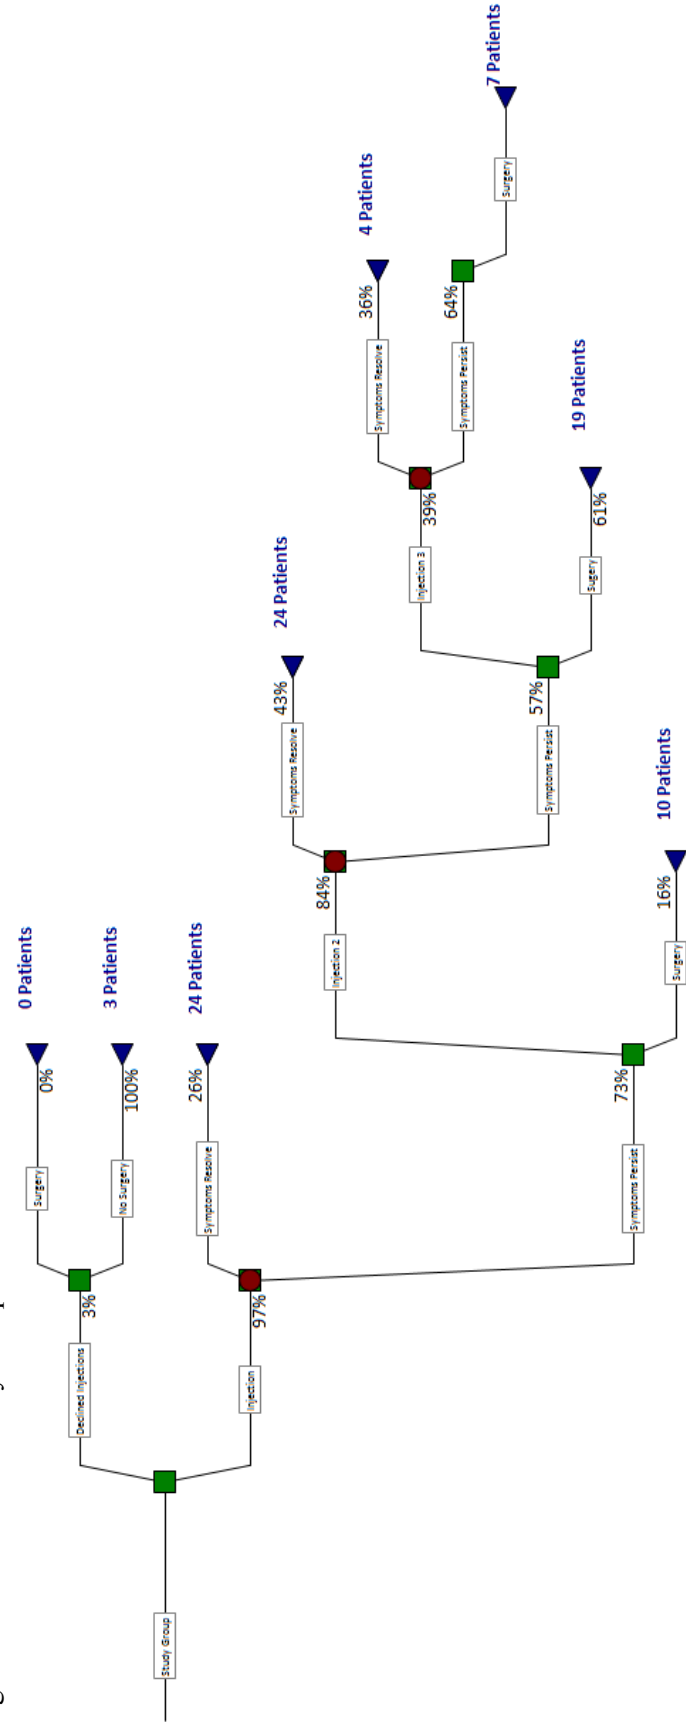 Study Group
Declined Injections
3%
Surgery
0%
0 Patients
No Surgery
100%
3 Patients
Injection
97%
Symptoms Resolve
26%
24 Patients
Symptoms Persist
73%
Injection 2
84%
Symptoms Resolve
43%
24 Patients
Symptoms Persist
57%
Injection 3
39%
Symptoms Resolve
36%
4 Patients
Symptoms Persist
64%
Surgery
7 Patients
Sugery
61%
19 Patients
Surgery
16%
10 Patients